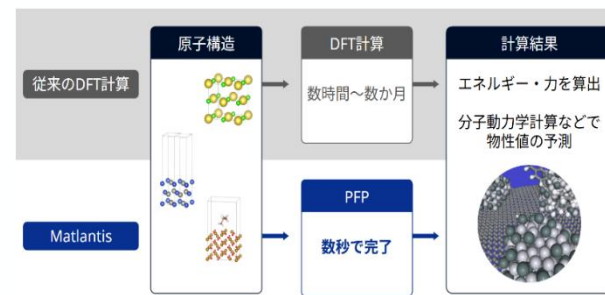 原子構造
DFT計算
計算結果
従来のDFT計算
数時間～数か月
エネルギー・力を算出
分子動力学計算などで
物性値の予測
Matlantis
PFP
数秒で完了